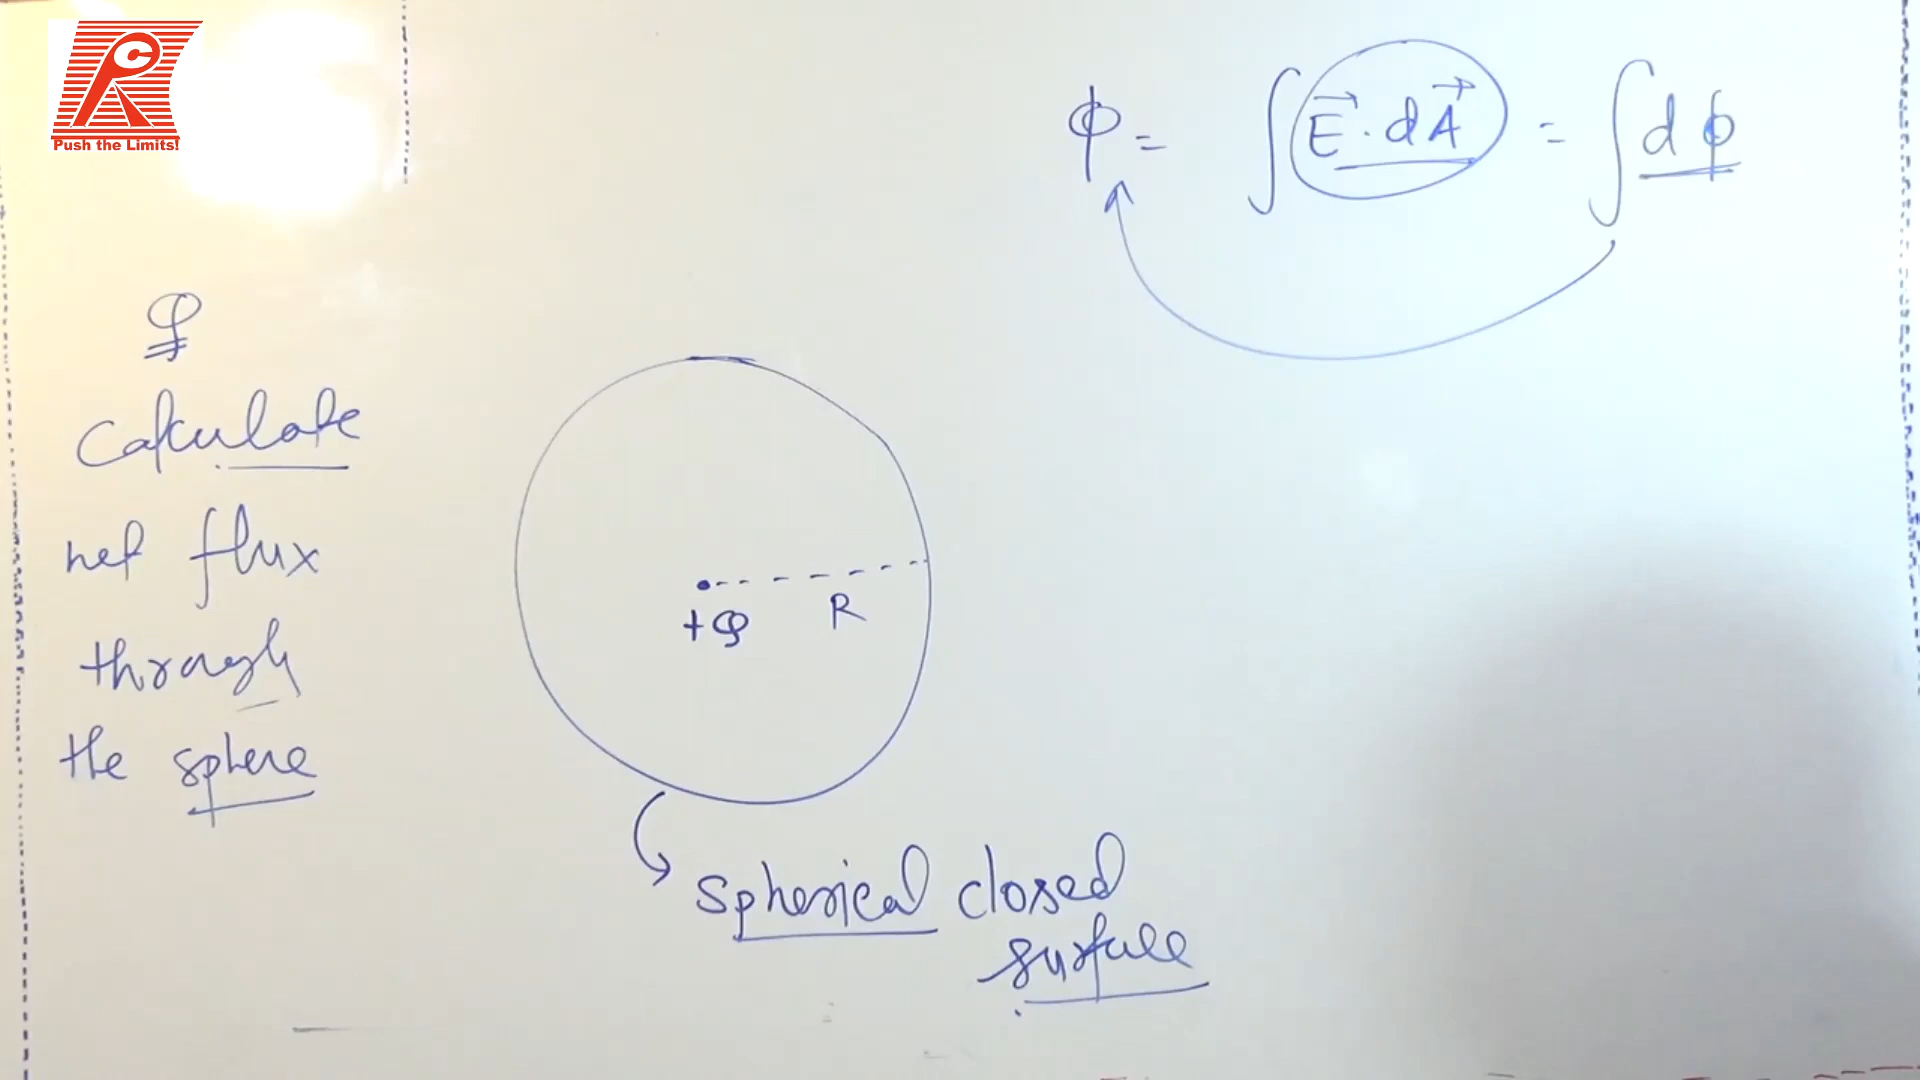 Push the Limits!
ϕ = ∫ E⃗ · dA⃗ = ∫ dϕ
Q
Calculate
net flux
through
the sphere
+Q
R
Spherical closed
surface